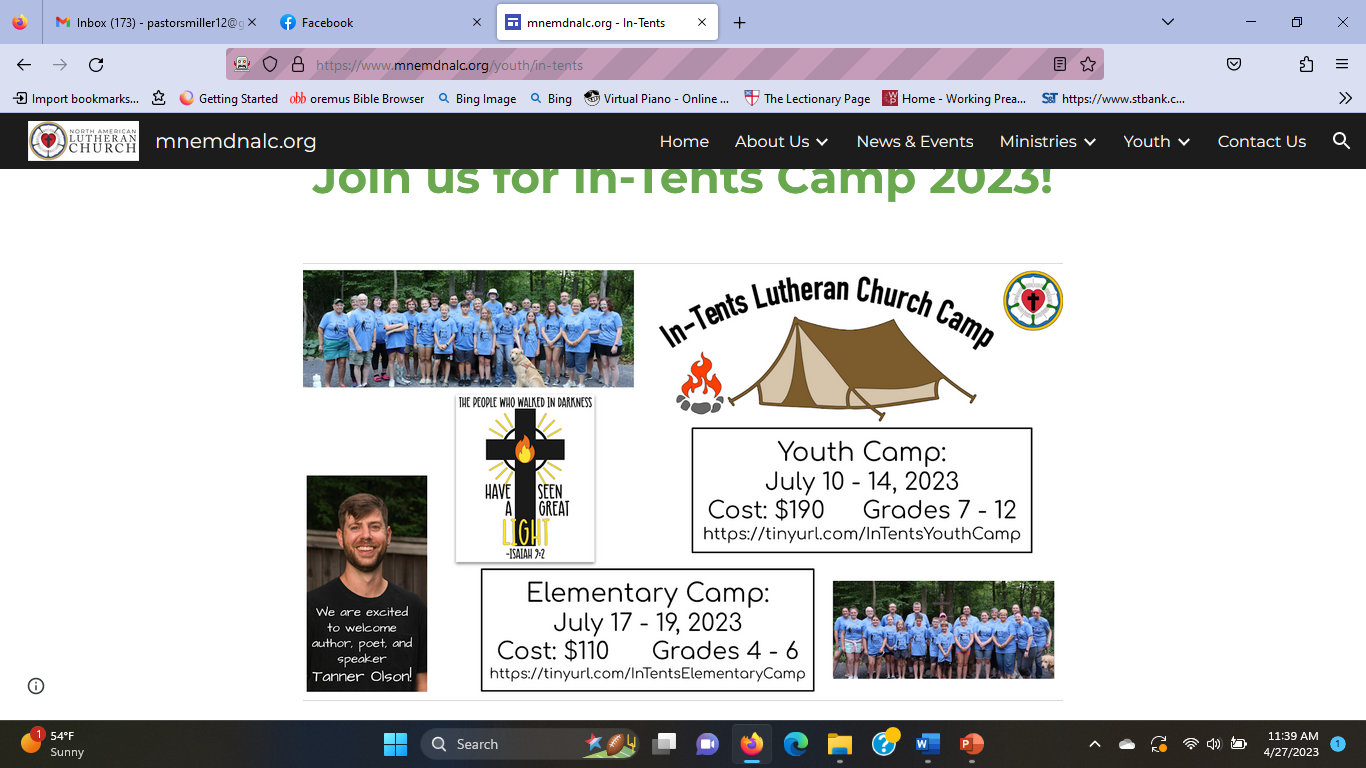 Inbox (173) - pastorsmiller12@g
Facebook
mnemdnalc.org - In-Tents
https://www.mnemdnalc.org/youth/in-tents
Import bookmarks...
Getting Started
oremus Bible Browser
Bing Image
Bing
Virtual Piano - Online ...
The Lectionary Page
Home - Working Prea...
https://www.stbank.c...
NORTH AMERICAN
LUTHERAN
CHURCH
mnemdnalc.org
Home
About Us
News & Events
Ministries
Youth
Contact Us
Join us for In-Tents Camp 2023!
In-Tents Lutheran Church Camp
THE PEOPLE WHO WALKED IN DARKNESS
HAVE SEEN
A GREAT
LIGHT
-ISAIAH 9:2
Youth Camp:
July 10 - 14, 2023
Cost: $190 Grades 7 - 12
https://tinyurl.com/InTentsYouthCamp
We are excited
to welcome
author, poet, and
speaker
Tanner Olson!
Elementary Camp:
July 17 - 19, 2023
Cost: $110 Grades 4 - 6
https://tinyurl.com/InTentsElementaryCamp
1
54°F
Sunny
Search
11:39 AM
4/27/2023
1